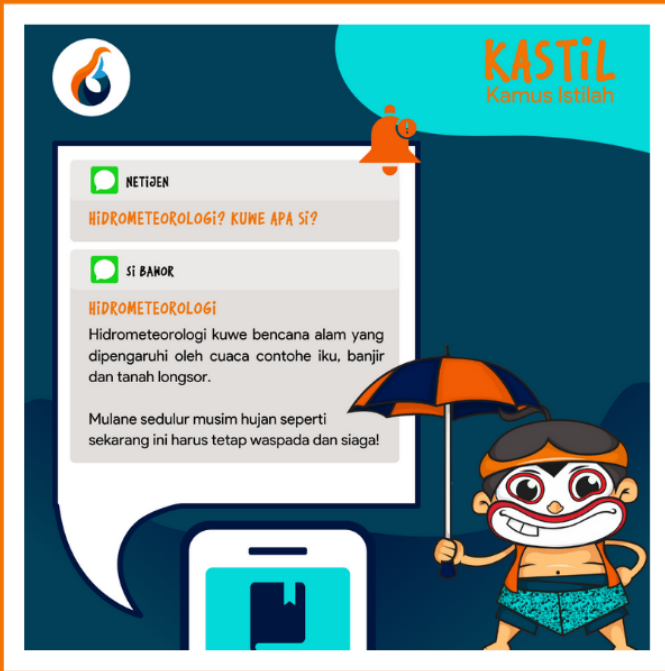 KASTiL
Kamus Istilah
NETiJEN
HiDROMETEOROLOGi? KUWE APA Si?
Si BAWOR
HiDROMETEOROLOGi
Hidrometeorologi kuwe bencana alam yang
dipengaruhi oleh cuaca contohe iku, banjir
dan tanah longsor.
Mulane sedulur musim hujan seperti
sekarang ini harus tetap waspada dan siaga!